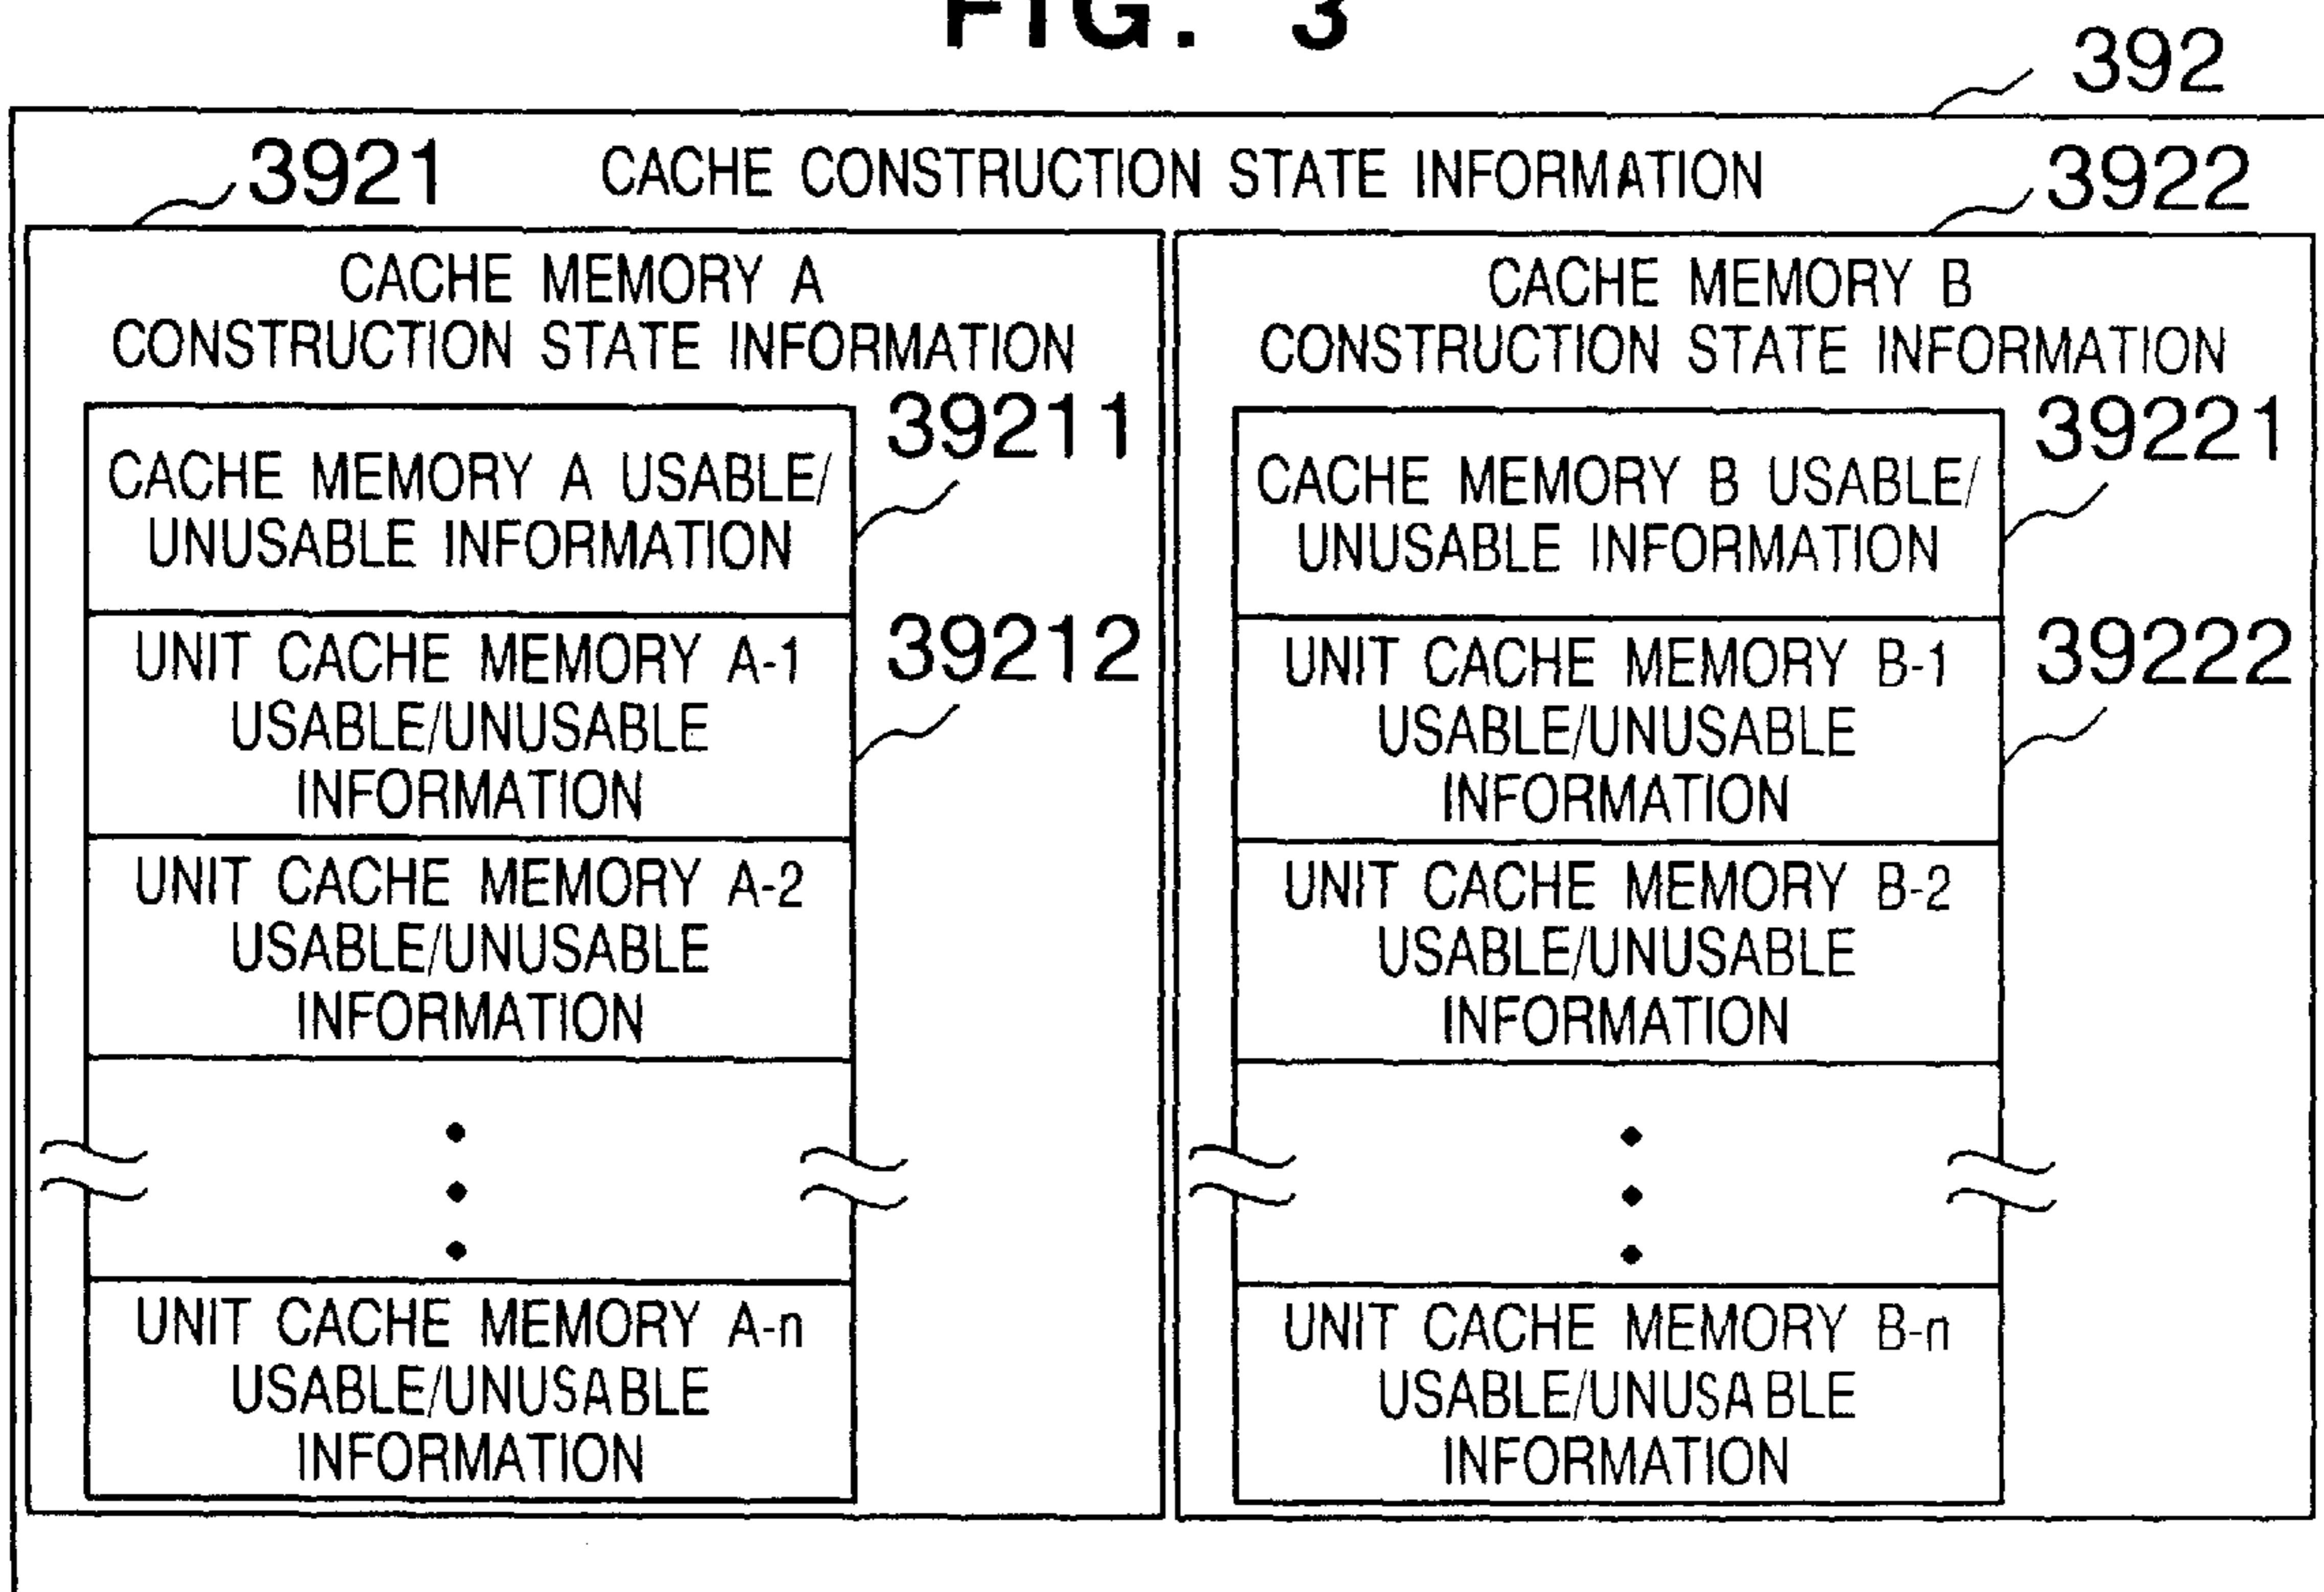 FIG. 3
392
3921
CACHE CONSTRUCTION STATE INFORMATION
3922
CACHE MEMORY A
CONSTRUCTION STATE INFORMATION
39211
CACHE MEMORY A USABLE/
UNUSABLE INFORMATION
39212
UNIT CACHE MEMORY A-1
USABLE/UNUSABLE
INFORMATION
UNIT CACHE MEMORY A-2
USABLE/UNUSABLE
INFORMATION
UNIT CACHE MEMORY A-n
USABLE/UNUSABLE
INFORMATION
CACHE MEMORY B
CONSTRUCTION STATE INFORMATION
39221
CACHE MEMORY B USABLE/
UNUSABLE INFORMATION
39222
UNIT CACHE MEMORY B-1
USABLE/UNUSABLE
INFORMATION
UNIT CACHE MEMORY B-2
USABLE/UNUSABLE
INFORMATION
UNIT CACHE MEMORY B-n
USABLE/UNUSABLE
INFORMATION